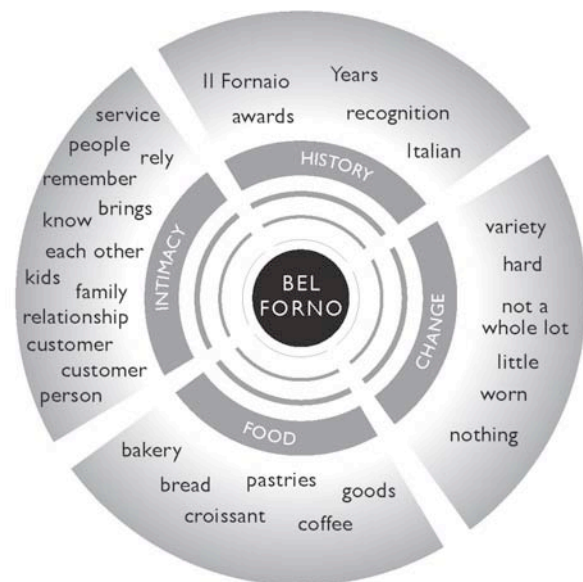 Il Fornaio
Years
awards
recognition
Italian
HISTORY
service
people
rely
remember
know
brings
each other
kids
family
relationship
customer
customer
person
INTIMACY
BEL
FORNO
CHANGE
variety
hard
not a
whole lot
little
worn
nothing
FOOD
bakery
bread
pastries
goods
croissant
coffee